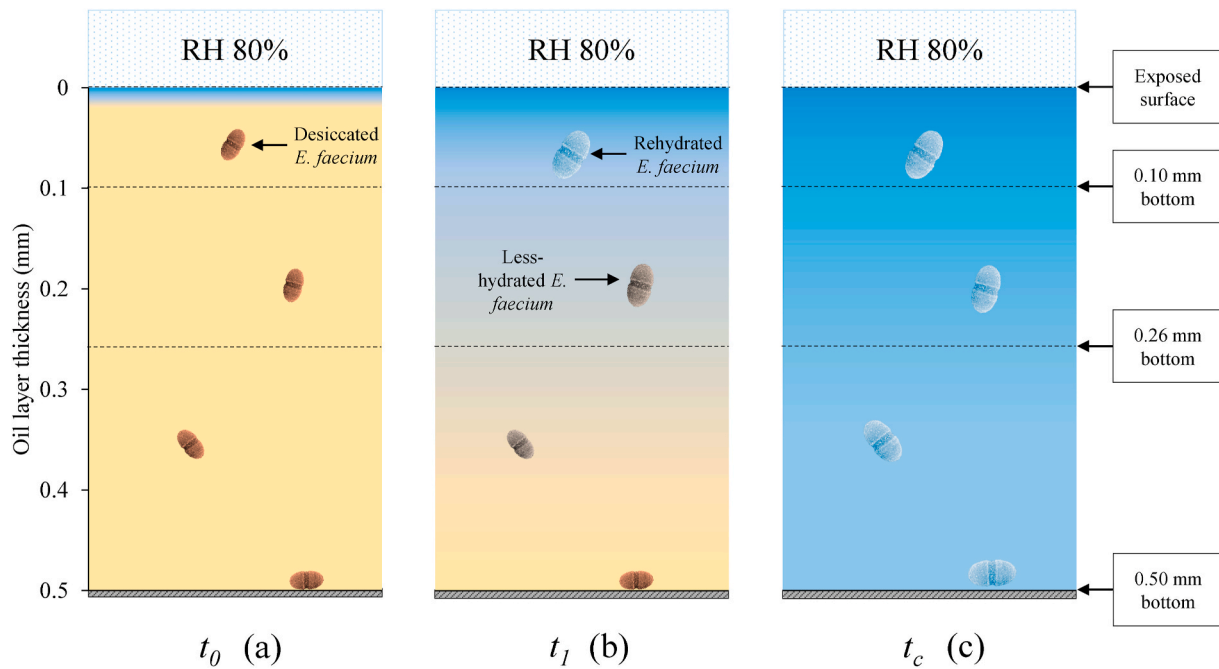 RH 80%
RH 80%
RH 80%
Oil layer thickness (mm)
0
0.1
0.2
0.3
0.4
0.5
Desiccated
E. faecium
Rehydrated
E. faecium
Less-
hydrated E.
faecium
Exposed
surface
0.10 mm
bottom
0.26 mm
bottom
0.50 mm
bottom
t0 (a)
t1 (b)
tc (c)